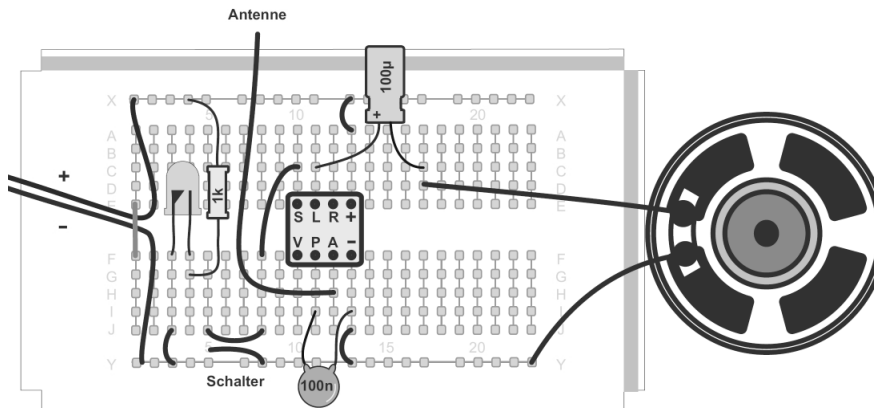 Antenne
100µ
+
X
5
10
20
X
A
A
B
B
C
C
D
D
E
E
+
-
1k
S L R +
V P A -
F
F
G
G
H
H
I
I
J
J
Y
5
10
15
20
Y
Schalter
100n